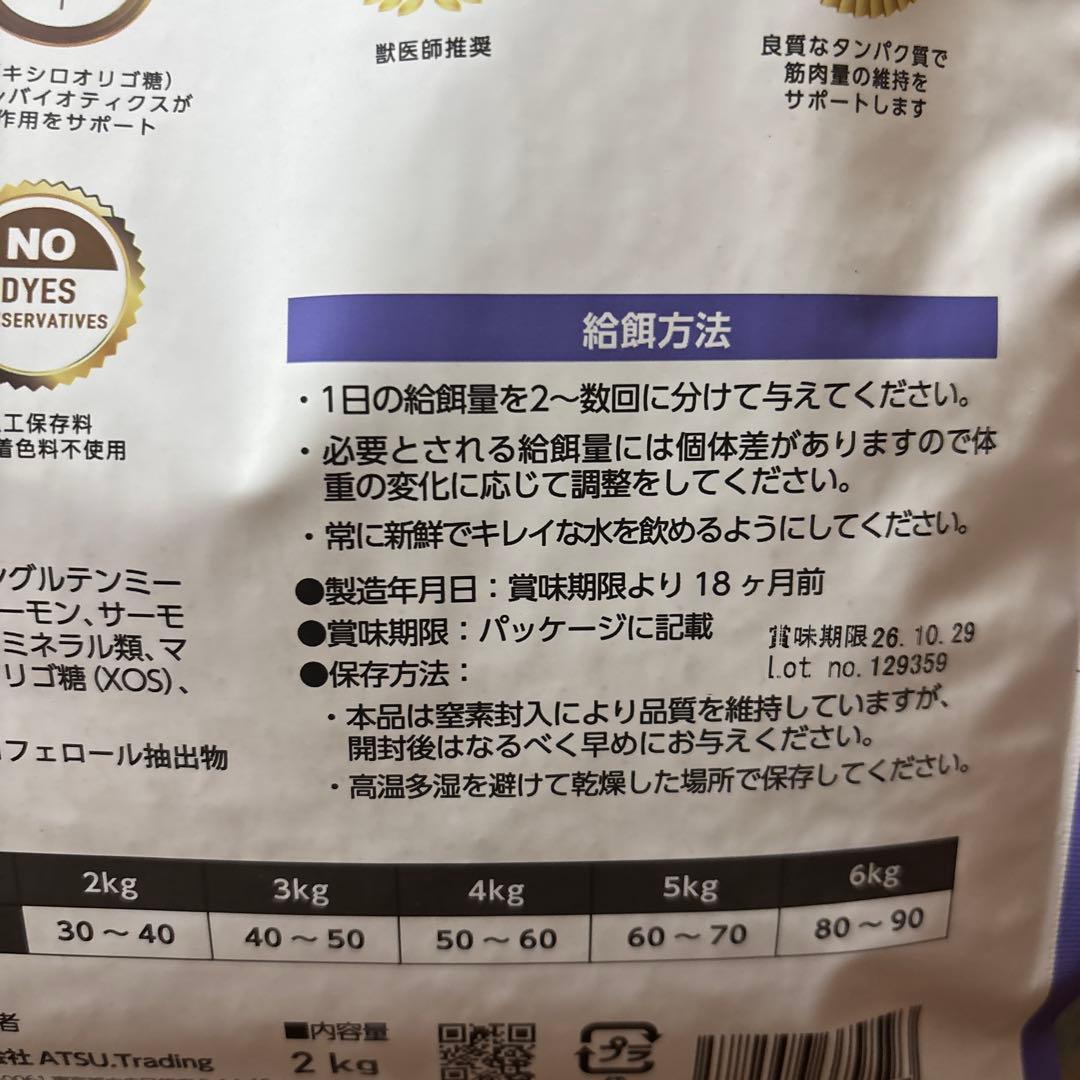 キシロオリゴ糖)
バイオティクスが
作用をサポート
獣医師推奨
良質なタンパク質で
筋肉量の維持を
サポートします
NO
DYES
SERVATIVES
工保存料
着色料不使用
給餌方法
・1日の給餌量を2〜数回に分けて与えてください。
・必要とされる給餌量には個体差がありますので体
重の変化に応じて調整をしてください。
・常に新鮮でキレイな水を飲めるようにしてください。
●製造年月日：賞味期限より 18 ヶ月前
●賞味期限：パッケージに記載
賞味期限26.10.29
Lot no.129359
●保存方法：
・本品は窒素封入により品質を維持していますが、
開封後はなるべく早めにお与えください。
・高温多湿を避けて乾燥した場所で保存してください。
グルテンミー
ーモン、サーモ
ミネラル類、マ
リゴ糖(XOS)、
フェロール抽出物
2kg 3kg 4kg 5kg 6kg
30〜40 40〜50 50〜60 60〜70 80〜90
者
会社 ATSU.Trading
■内容量
2 kg
プラ